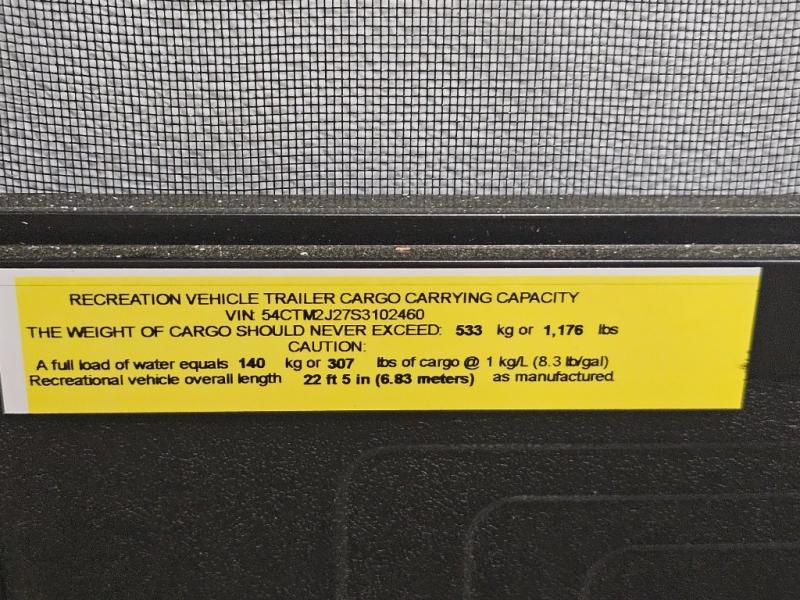 RECREATION VEHICLE TRAILER CARGO CARRYING CAPACITY
VIN: 54CTM2J27S3102460
THE WEIGHT OF CARGO SHOULD NEVER EXCEED: 533 kg or 1,176 lbs
CAUTION:
A full load of water equals 140 kg or 307 lbs of cargo @ 1 kg/L (8.3 lb/gal)
Recreational vehicle overall length 22 ft 5 in (6.83 meters) as manufactured.